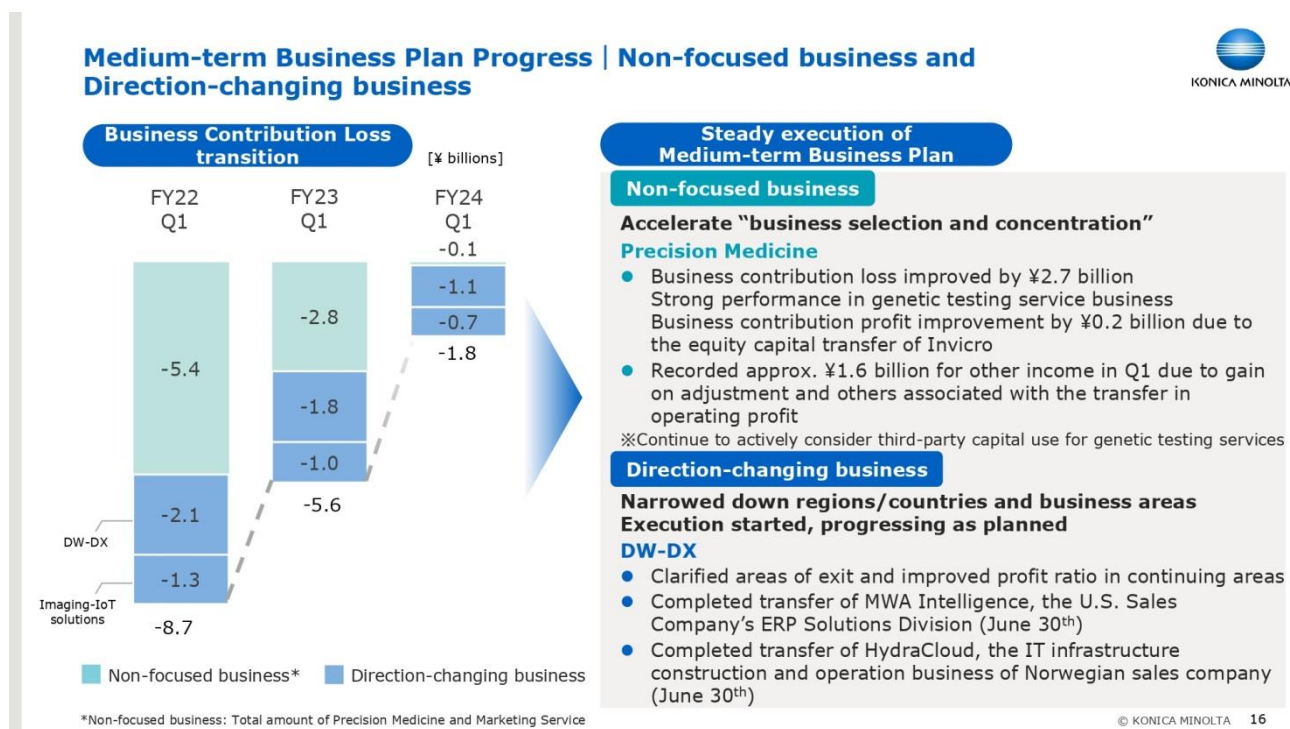 Medium-term Business Plan Progress | Non-focused business and
Direction-changing business
KONICA MINOLTA
Business Contribution Loss
transition
[¥ billions]
FY22
Q1
FY23
Q1
FY24
Q1
-0.1
-1.1
-0.7
-1.8
-2.8
-1.8
-1.0
-5.6
-5.4
-2.1
-1.3
-8.7
DW-DX
Imaging-IoT
solutions
Non-focused business*
Direction-changing business
*Non-focused business: Total amount of Precision Medicine and Marketing Service
Steady execution of
Medium-term Business Plan
Non-focused business
Accelerate “business selection and concentration”
Precision Medicine
● Business contribution loss improved by ¥2.7 billion
Strong performance in genetic testing service business
Business contribution profit improvement by ¥0.2 billion due to
the equity capital transfer of Invicro
● Recorded approx. ¥1.6 billion for other income in Q1 due to gain
on adjustment and others associated with the transfer in
operating profit
※Continue to actively consider third-party capital use for genetic testing services
Direction-changing business
Narrowed down regions/countries and business areas
Execution started, progressing as planned
DW-DX
● Clarified areas of exit and improved profit ratio in continuing areas
● Completed transfer of MWA Intelligence, the U.S. Sales
Company’s ERP Solutions Division (June 30th)
● Completed transfer of HydraCloud, the IT infrastructure
construction and operation business of Norwegian sales company
(June 30th)
© KONICA MINOLTA 16